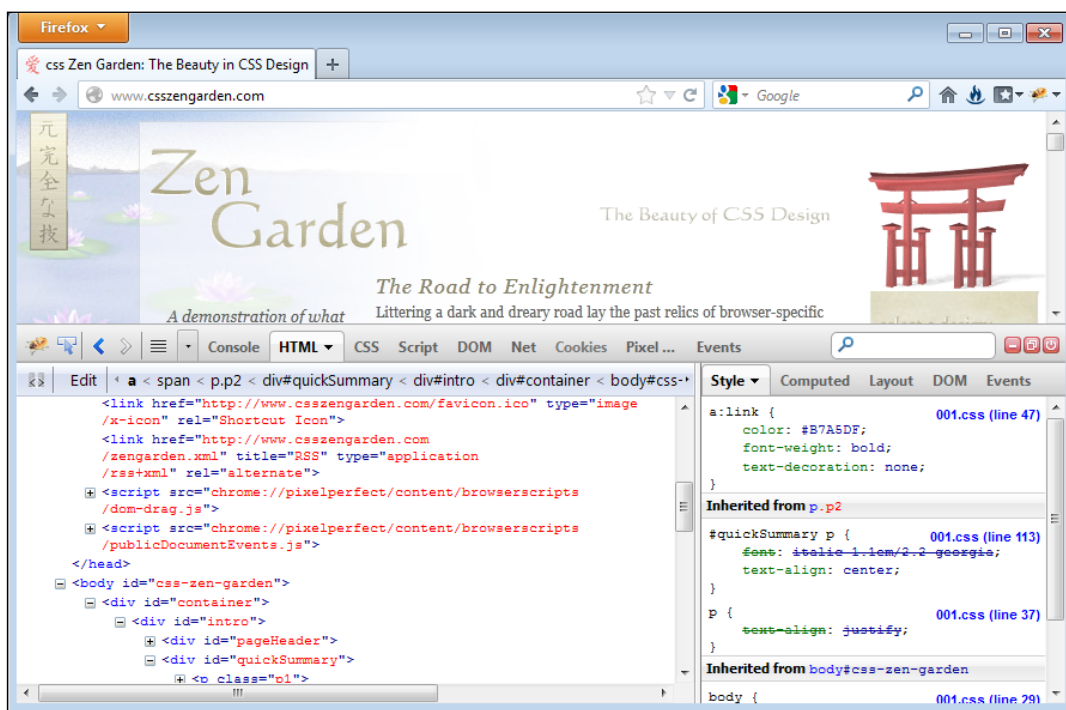 Firefox
css Zen Garden: The Beauty in CSS Design
www.csszengarden.com
Google
元
完
全
な
技
Zen
Garden
The Beauty of CSS Design
The Road to Enlightenment
Littering a dark and dreary road lay the past relics of browser-specific
A demonstration of what
select a design
Console HTML CSS Script DOM Net Cookies Pixel ... Events
Edit a < span < p.p2 < div#quickSummary < div#intro < div#container < body#css-
<link href="http://www.csszengarden.com/favicon.ico" type="image
/x-icon" rel="Shortcut Icon">
<link href="http://www.csszengarden.com
/zengarden.xml" title="RSS" type="application
/rss+xml" rel="alternate">
<script src="chrome://pixelperfect/content/browserscripts
/dom-drag.js">
<script src="chrome://pixelperfect/content/browserscripts
/publicDocumentEvents.js">
</head>
<body id="css-zen-garden">
<div id="container">
<div id="intro">
<div id="pageHeader">
<div id="quickSummary">
<p class="p1">
Style Computed Layout DOM Events
a:link { 001.css (line 47)
color: #B7A5DF;
font-weight: bold;
text-decoration: none;
}
Inherited from p.p2
#quickSummary p { 001.css (line 113)
font: italic 1.1em/2.2 georgia;
text-align: center;
}
p { 001.css (line 37)
text-align: justify;
}
Inherited from body#css-zen-garden
body { 001.css (line 29)